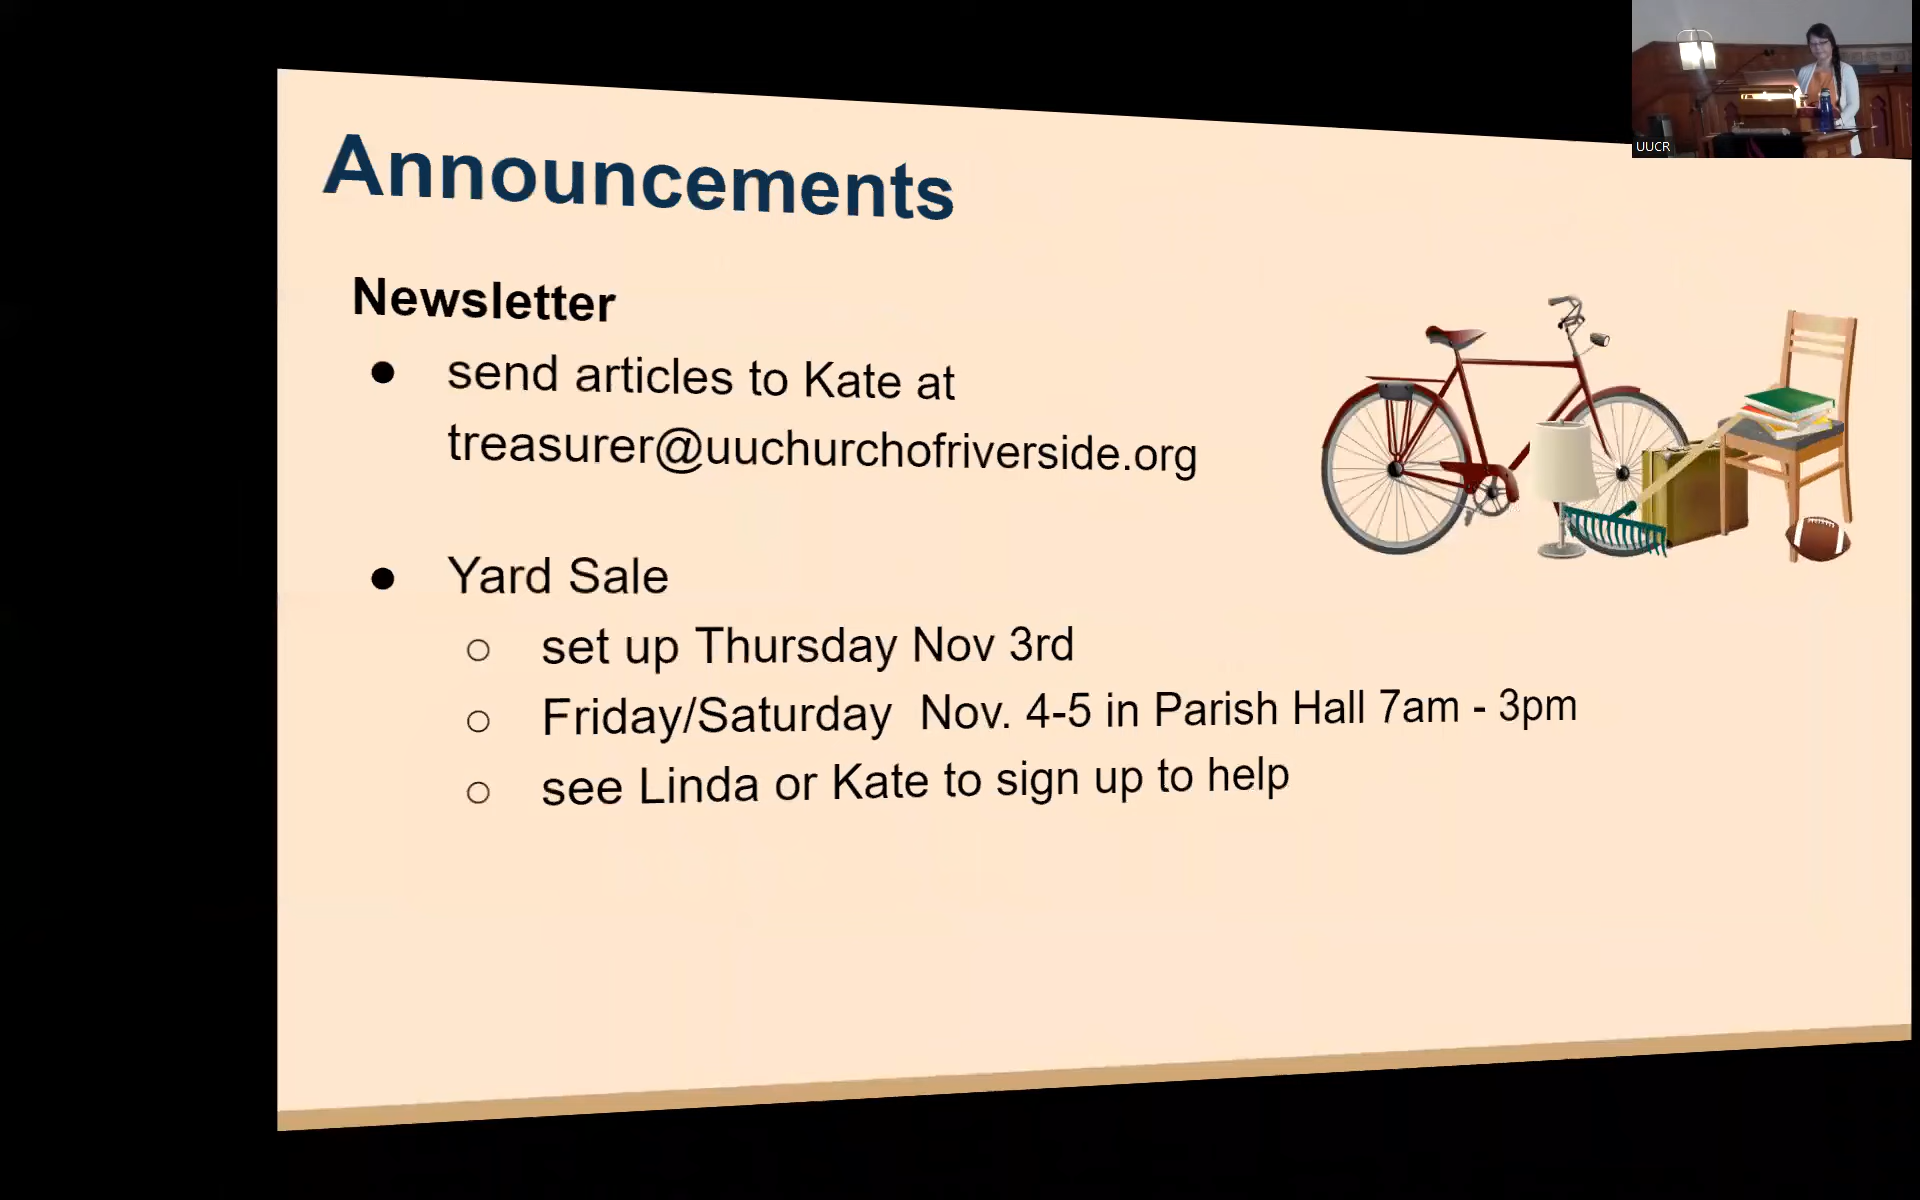 UUCR
Announcements
Newsletter
● send articles to Kate at
treasurer@uuchurchofriverside.org
● Yard Sale
○ set up Thursday Nov 3rd
○ Friday/Saturday  Nov. 4-5 in Parish Hall 7am - 3pm
○ see Linda or Kate to sign up to help